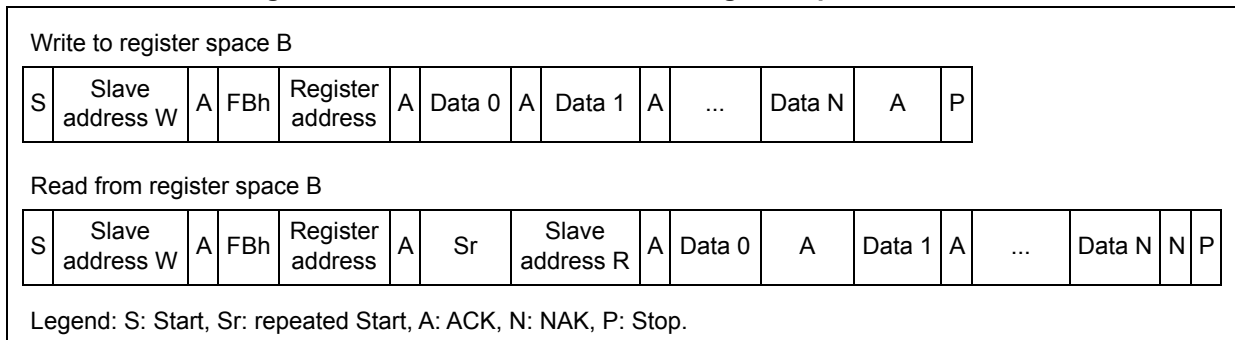 Write to register space B
S Slave address W A FBh Register address A Data 0 A Data 1 A ... Data N A P
Read from register space B
S Slave address W A FBh Register address A Sr Slave address R A Data 0 A Data 1 A ... Data N N P
Legend: S: Start, Sr: repeated Start, A: ACK, N: NAK, P: Stop.